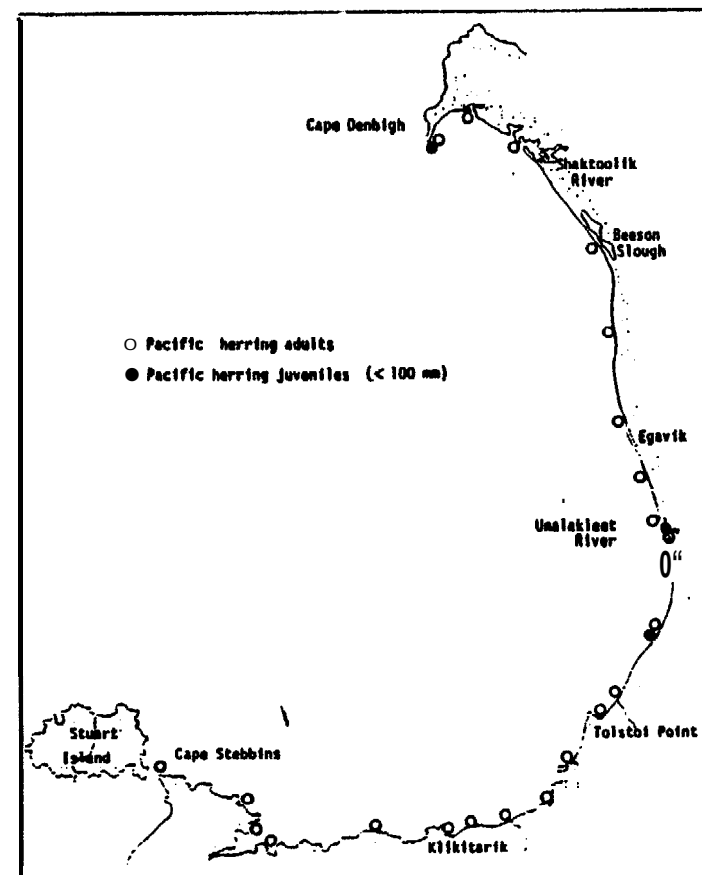 Cape Denbigh
Shaktoolik
River
Beeson
Slough
○ Pacific herring adults
● Pacific herring juveniles (< 100 mm)
Egavik
Unalakleet
River
0"
Stuart
Island
Cape Stebbins
Tolstoi Point
Klikitarik